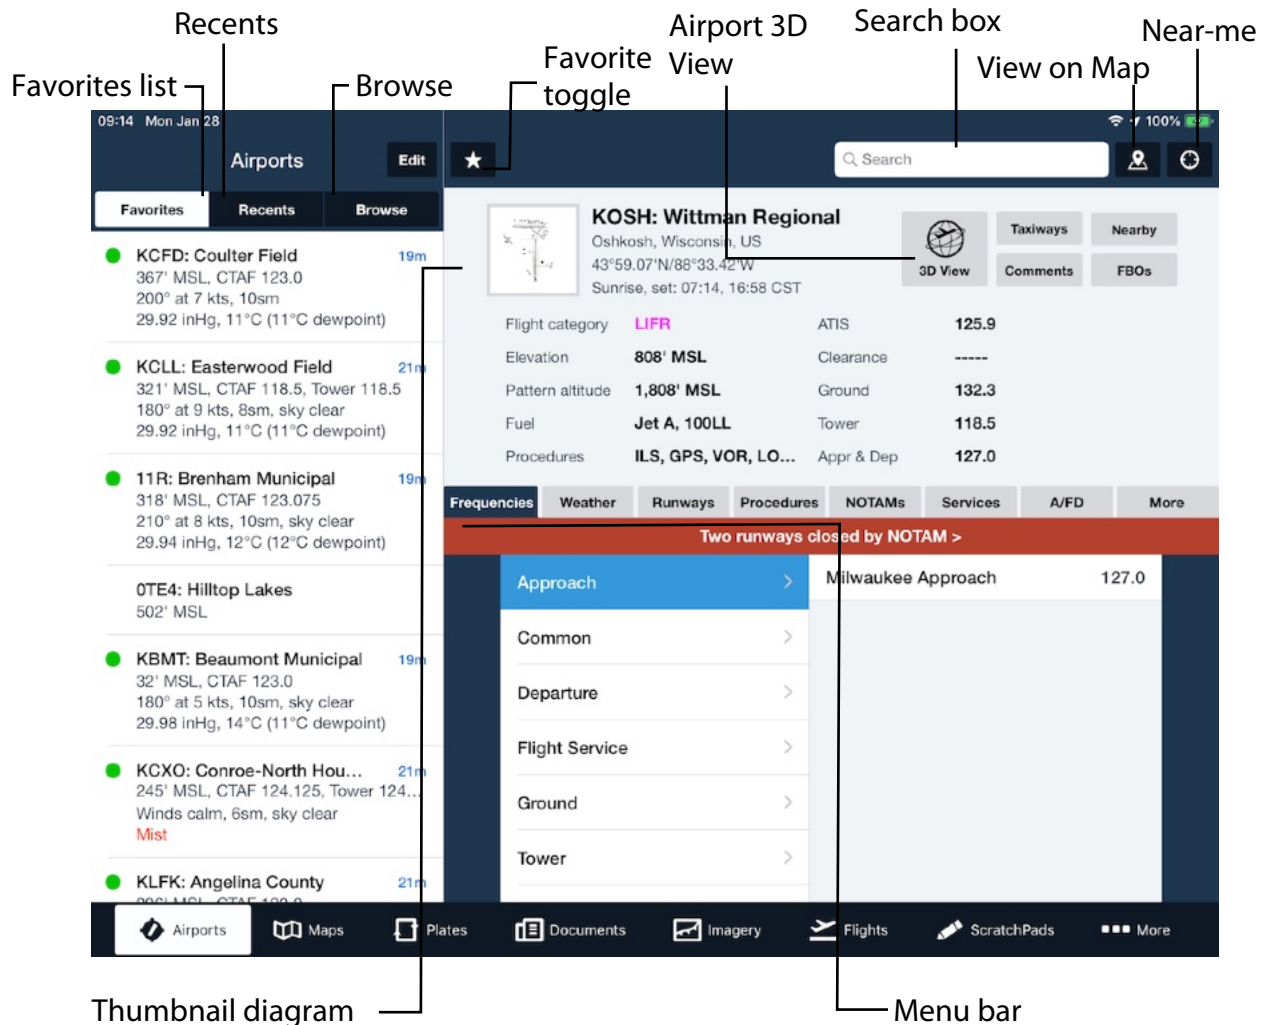 Recents
Airport 3D
View
Search box
Near-me
Favorites list
Browse
Favorite
toggle
View on Map
09:14 Mon Jan 28
100%
Airports
Edit
Search
Favorites
Recents
Browse
KCFD: Coulter Field
19m
367' MSL, CTAF 123.0
200° at 7 kts, 10sm
29.92 inHg, 11°C (11°C dewpoint)
KCLL: Easterwood Field
21m
321' MSL, CTAF 118.5, Tower 118.5
180° at 9 kts, 8sm, sky clear
29.92 inHg, 11°C (11°C dewpoint)
11R: Brenham Municipal
19m
318' MSL, CTAF 123.075
210° at 8 kts, 10sm, sky clear
29.94 inHg, 12°C (12°C dewpoint)
0TE4: Hilltop Lakes
502' MSL
KBMT: Beaumont Municipal
19m
32' MSL, CTAF 123.0
180° at 5 kts, 10sm, sky clear
29.98 inHg, 14°C (11°C dewpoint)
KCXO: Conroe-North Hou...
21m
245' MSL, CTAF 124.125, Tower 124...
Winds calm, 6sm, sky clear
Mist
KLFK: Angelina County
21m
KOSH: Wittman Regional
Oshkosh, Wisconsin, US
43°59.07'N/88°33.42'W
Sunrise, set: 07:14, 16:58 CST
3D View
Taxiways
Nearby
Comments
FBOs
Flight category LIFR
ATIS 125.9
Elevation 808' MSL
Clearance -----
Pattern altitude 1,808' MSL
Ground 132.3
Fuel Jet A, 100LL
Tower 118.5
Procedures ILS, GPS, VOR, LO...
Appr & Dep 127.0
Frequencies Weather Runways Procedures NOTAMs Services A/FD More
Two runways closed by NOTAM >
Approach
Milwaukee Approach 127.0
Common
Departure
Flight Service
Ground
Tower
Airports Maps Plates Documents Imagery Flights ScratchPads More
Thumbnail diagram
Menu bar